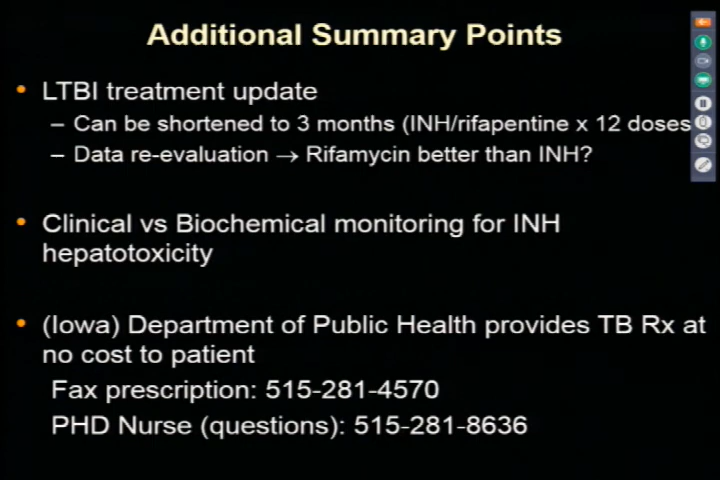 Additional Summary Points
• LTBI treatment update
– Can be shortened to 3 months (INH/rifapentine x 12 doses
– Data re-evaluation → Rifamycin better than INH?
• Clinical vs Biochemical monitoring for INH
hepatotoxicity
• (Iowa) Department of Public Health provides TB Rx at
no cost to patient
Fax prescription: 515-281-4570
PHD Nurse (questions): 515-281-8636